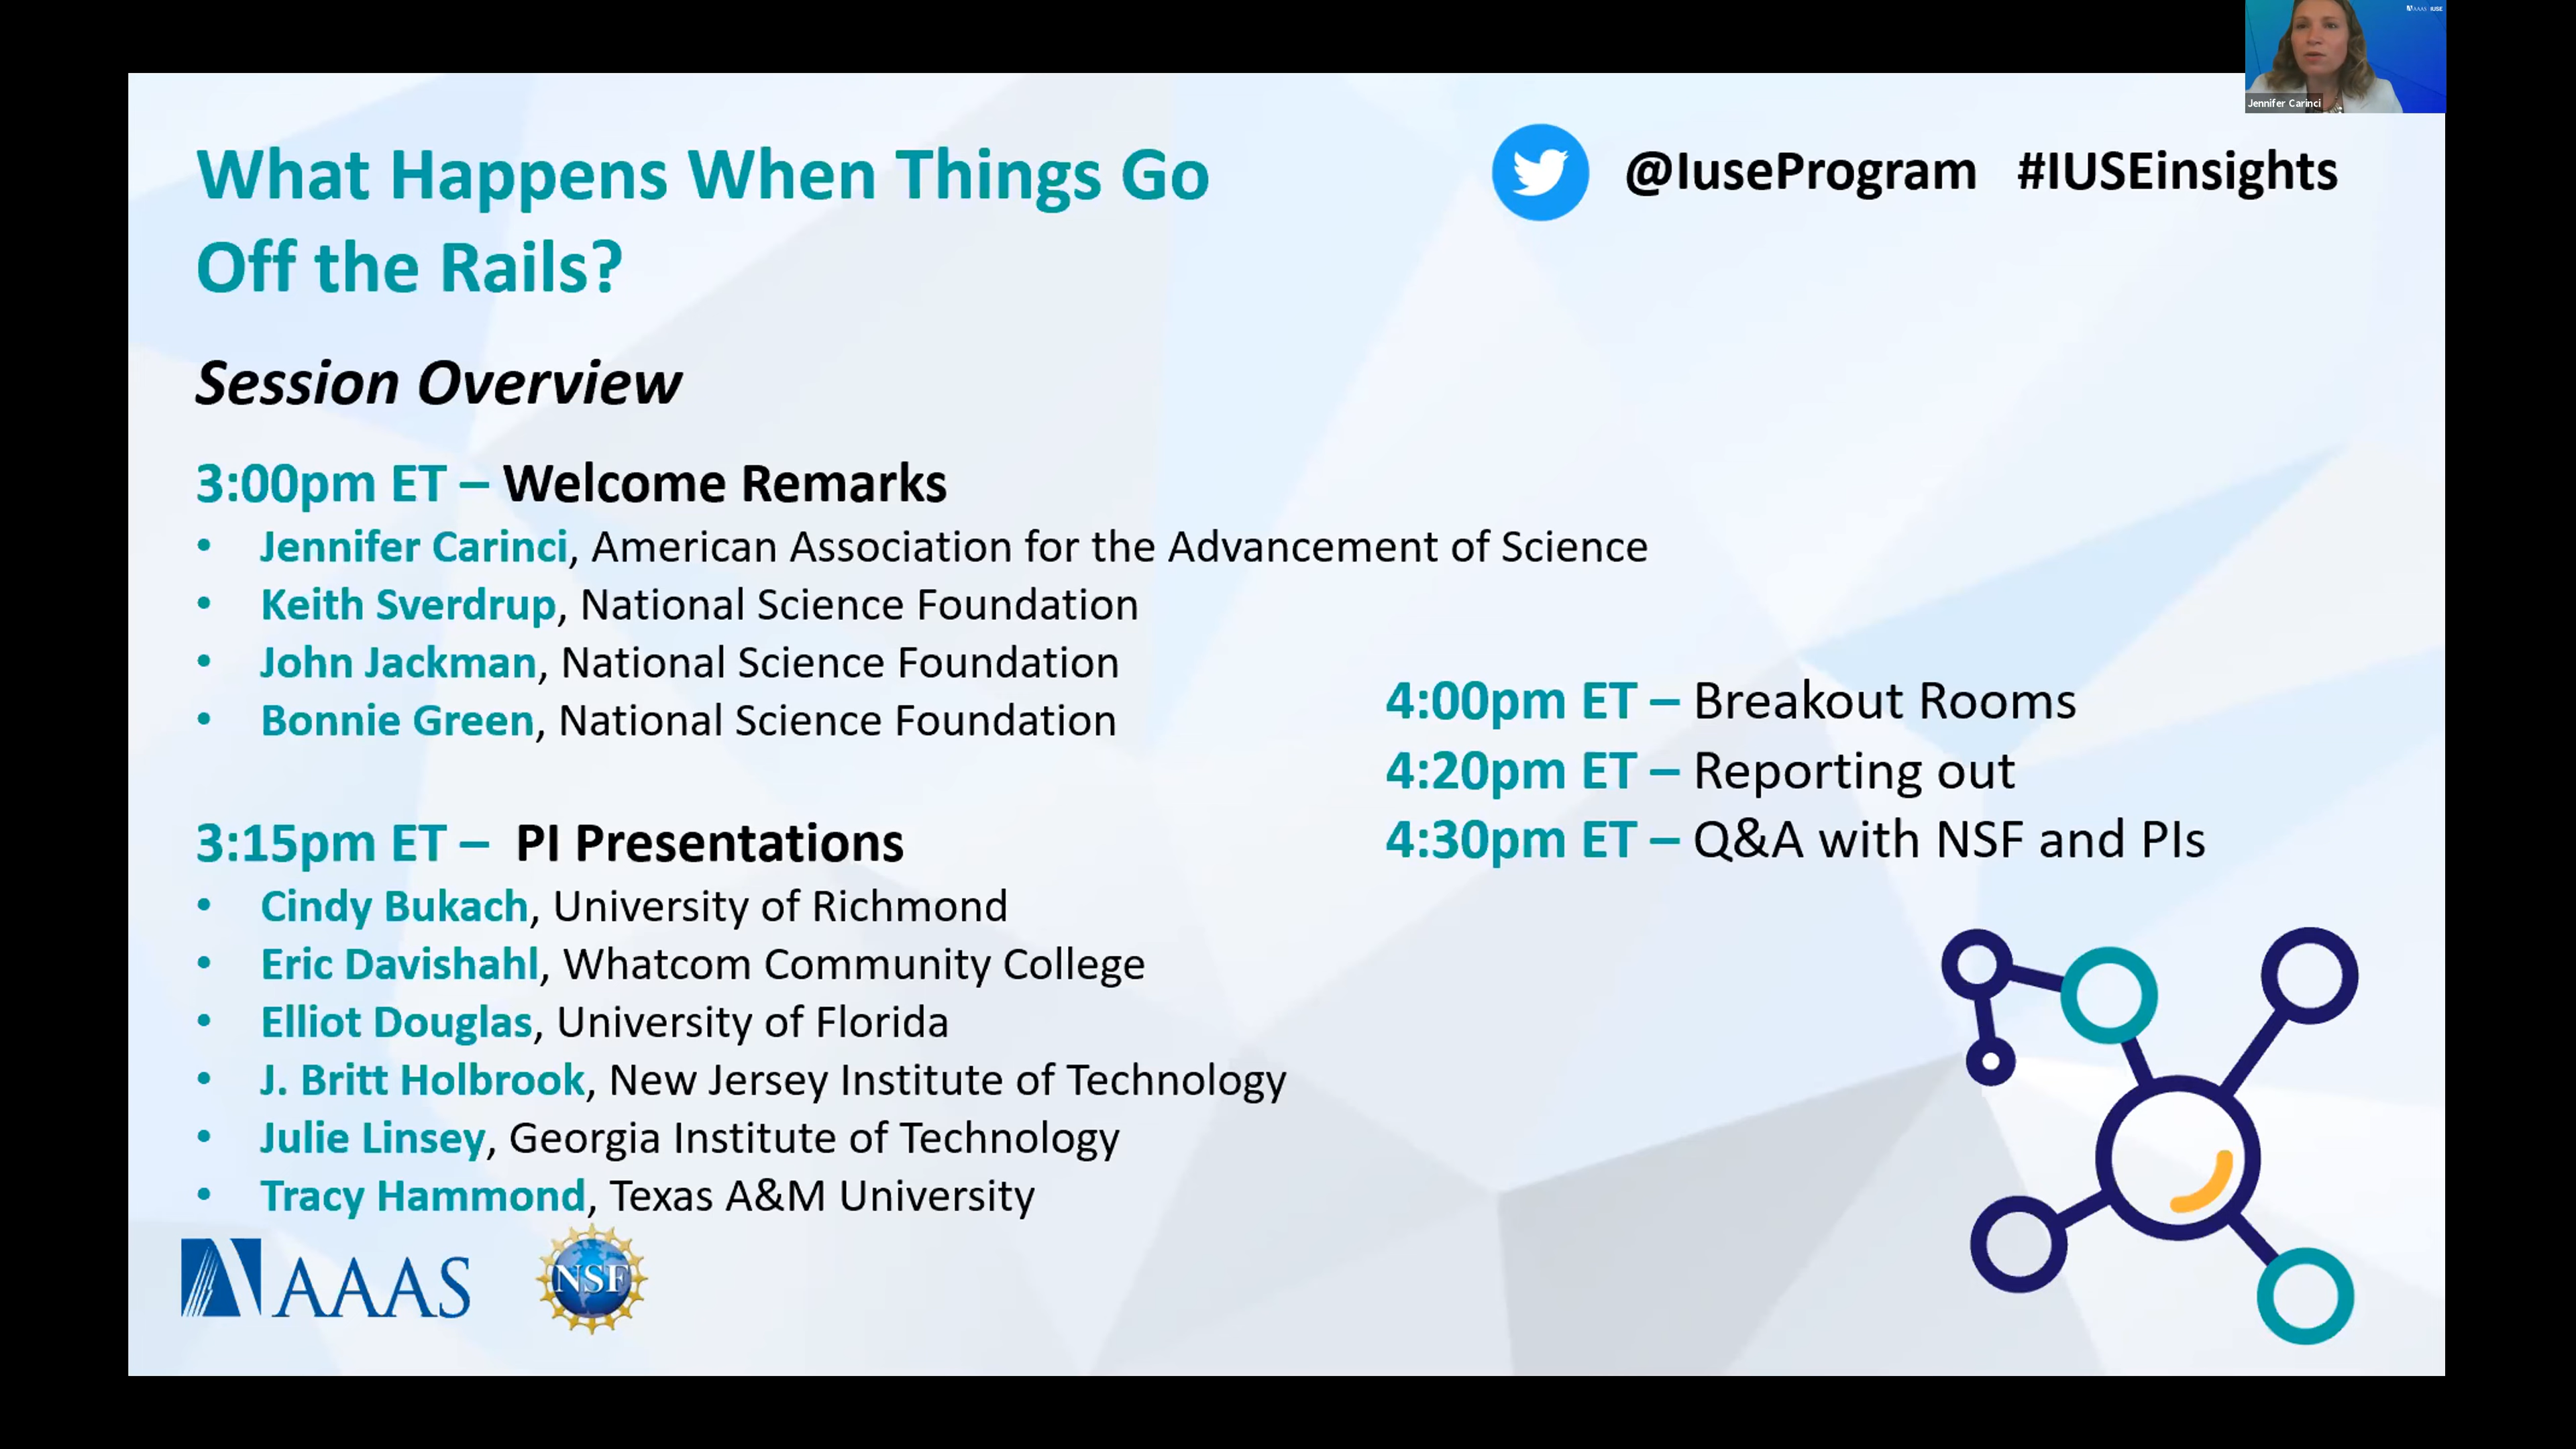 AAAS IUSE
Jennifer Carinci
What Happens When Things Go
Off the Rails?
@IuseProgram #IUSEinsights
Session Overview
3:00pm ET – Welcome Remarks
• Jennifer Carinci, American Association for the Advancement of Science
• Keith Sverdrup, National Science Foundation
• John Jackman, National Science Foundation
• Bonnie Green, National Science Foundation
3:15pm ET – PI Presentations
• Cindy Bukach, University of Richmond
• Eric Davishahl, Whatcom Community College
• Elliot Douglas, University of Florida
• J. Britt Holbrook, New Jersey Institute of Technology
• Julie Linsey, Georgia Institute of Technology
• Tracy Hammond, Texas A&M University
4:00pm ET – Breakout Rooms
4:20pm ET – Reporting out
4:30pm ET – Q&A with NSF and PIs
AAAS
NSF